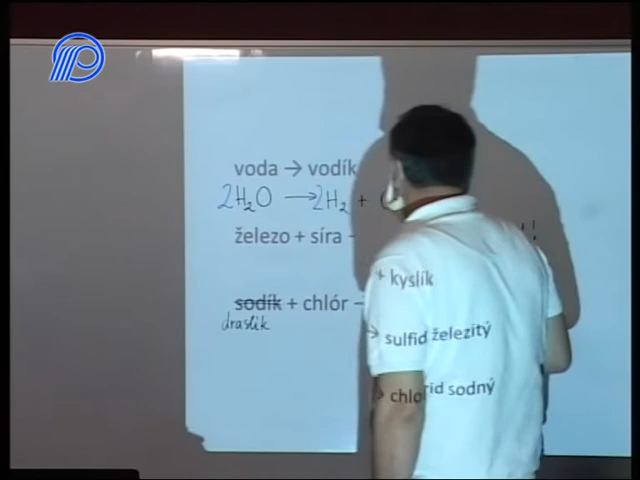 voda → vodík + kyslík
2H₂O → 2H₂ +
železo + síra → sulfid železitý
sodík + chlór → chlorid sodný
draslík